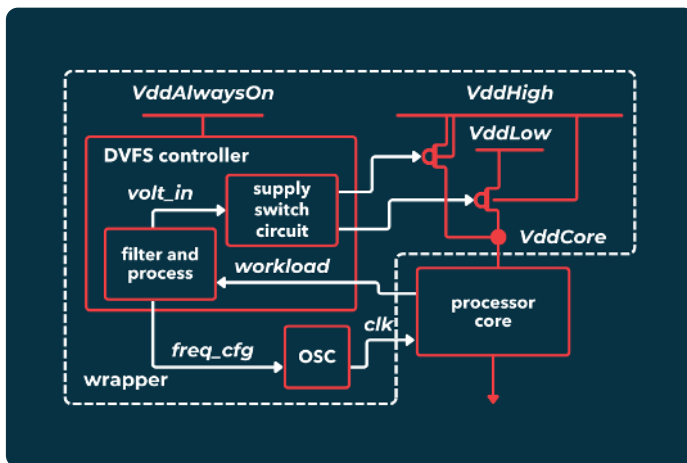 VddAlwaysOn
VddHigh
VddLow
DVFS controller
volt_in
supply
switch
circuit
VddCore
filter and
process
workload
processor
core
clk
freq_cfg
OSC
wrapper